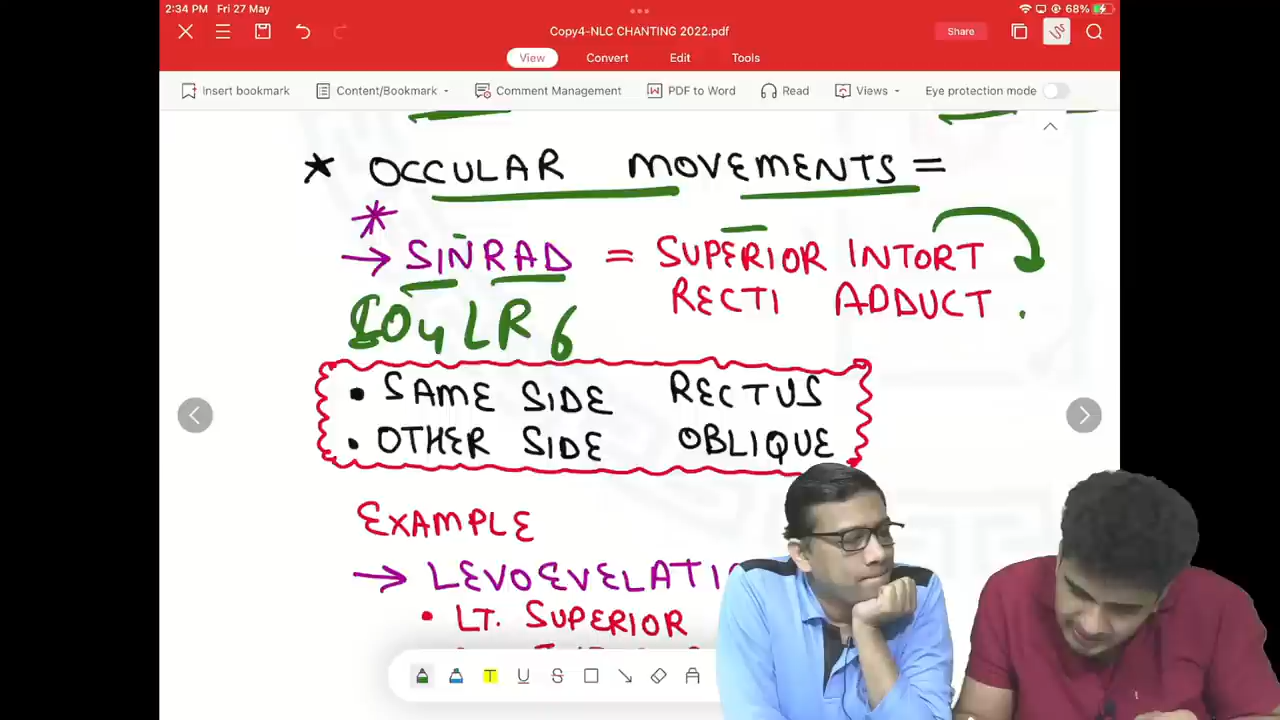 2:34 PM Fri 27 May
68%
Copy4-NLC CHANTING 2022.pdf
Share
View Convert Edit Tools
Insert bookmark Content/Bookmark Comment Management PDF to Word Read Views Eye protection mode
* OCCULAR MOVEMENTS =
*
→ SINRAD = SUPERIOR INTORT
RECTI ADDUCT
SO4LR6
• SAME SIDE RECTUS
• OTHER SIDE OBLIQUE
EXAMPLE
→ LEVOEVELATI
• LT. SUPERIOR